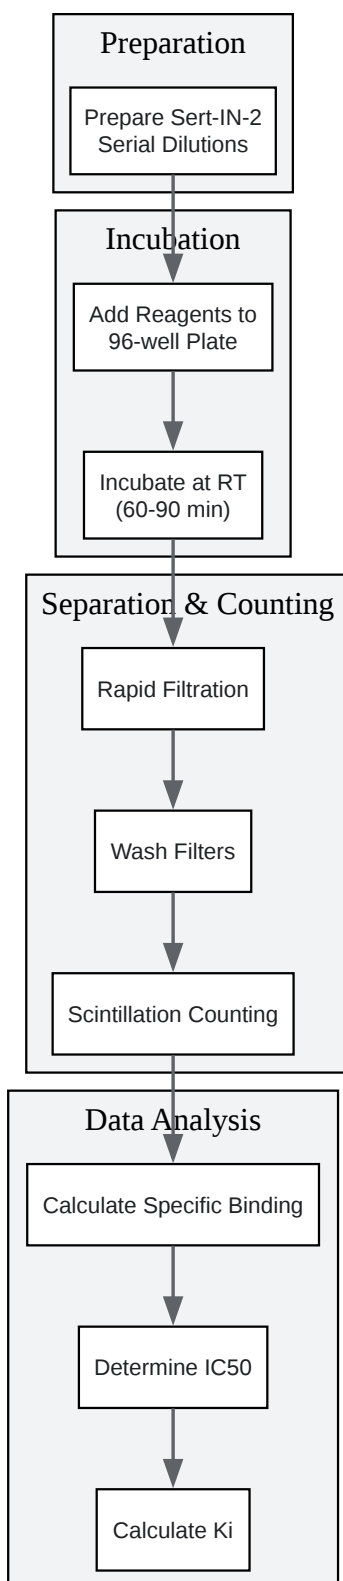 Preparation
Prepare Sert-IN-2
Serial Dilutions
Incubation
Add Reagents to
96-well Plate
Incubate at RT
(60-90 min)
Separation & Counting
Rapid Filtration
Wash Filters
Scintillation Counting
Data Analysis
Calculate Specific Binding
Determine IC50
Calculate Ki